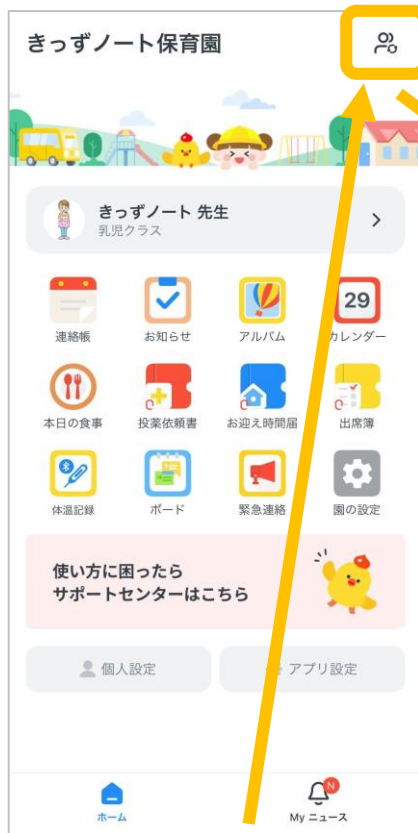 きっずノート保育園
きっずノート 先生
乳児クラス
連絡帳
お知らせ
アルバム
29
カレンダー
本日の食事
投薬依頼書
お迎え時間届
出席簿
体温記録
ボード
緊急連絡
園の設定
使い方に困ったら
サポートセンターはこちら
個人設定
アプリ設定
N
ホーム
My ニュース